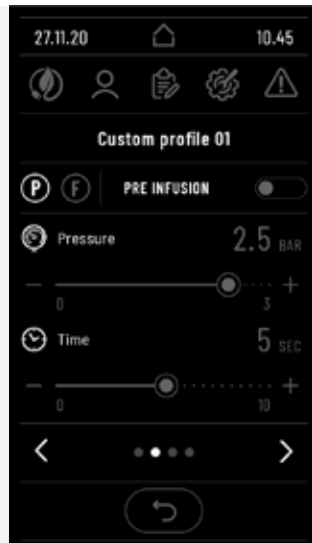 27.11.20 10.45
Custom profile 01
P F PRE INFUSION
Pressure 2.5 BAR
0 3
Time 5 SEC
0 10